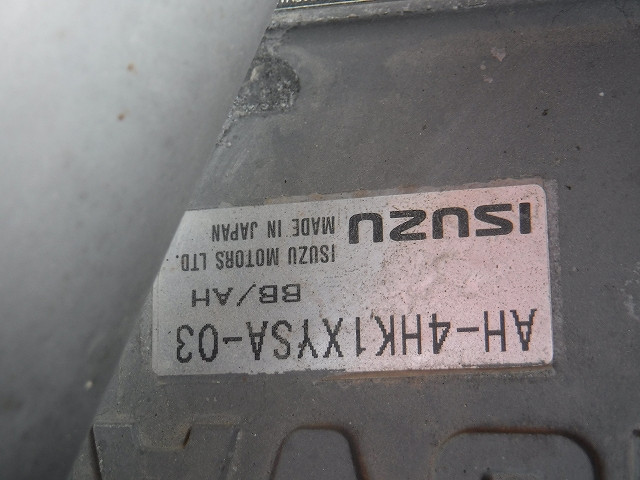 AH-4HK1XYSA-03
BB/AH
ISUZU MOTORS LTD.
ISUZU MADE IN JAPAN